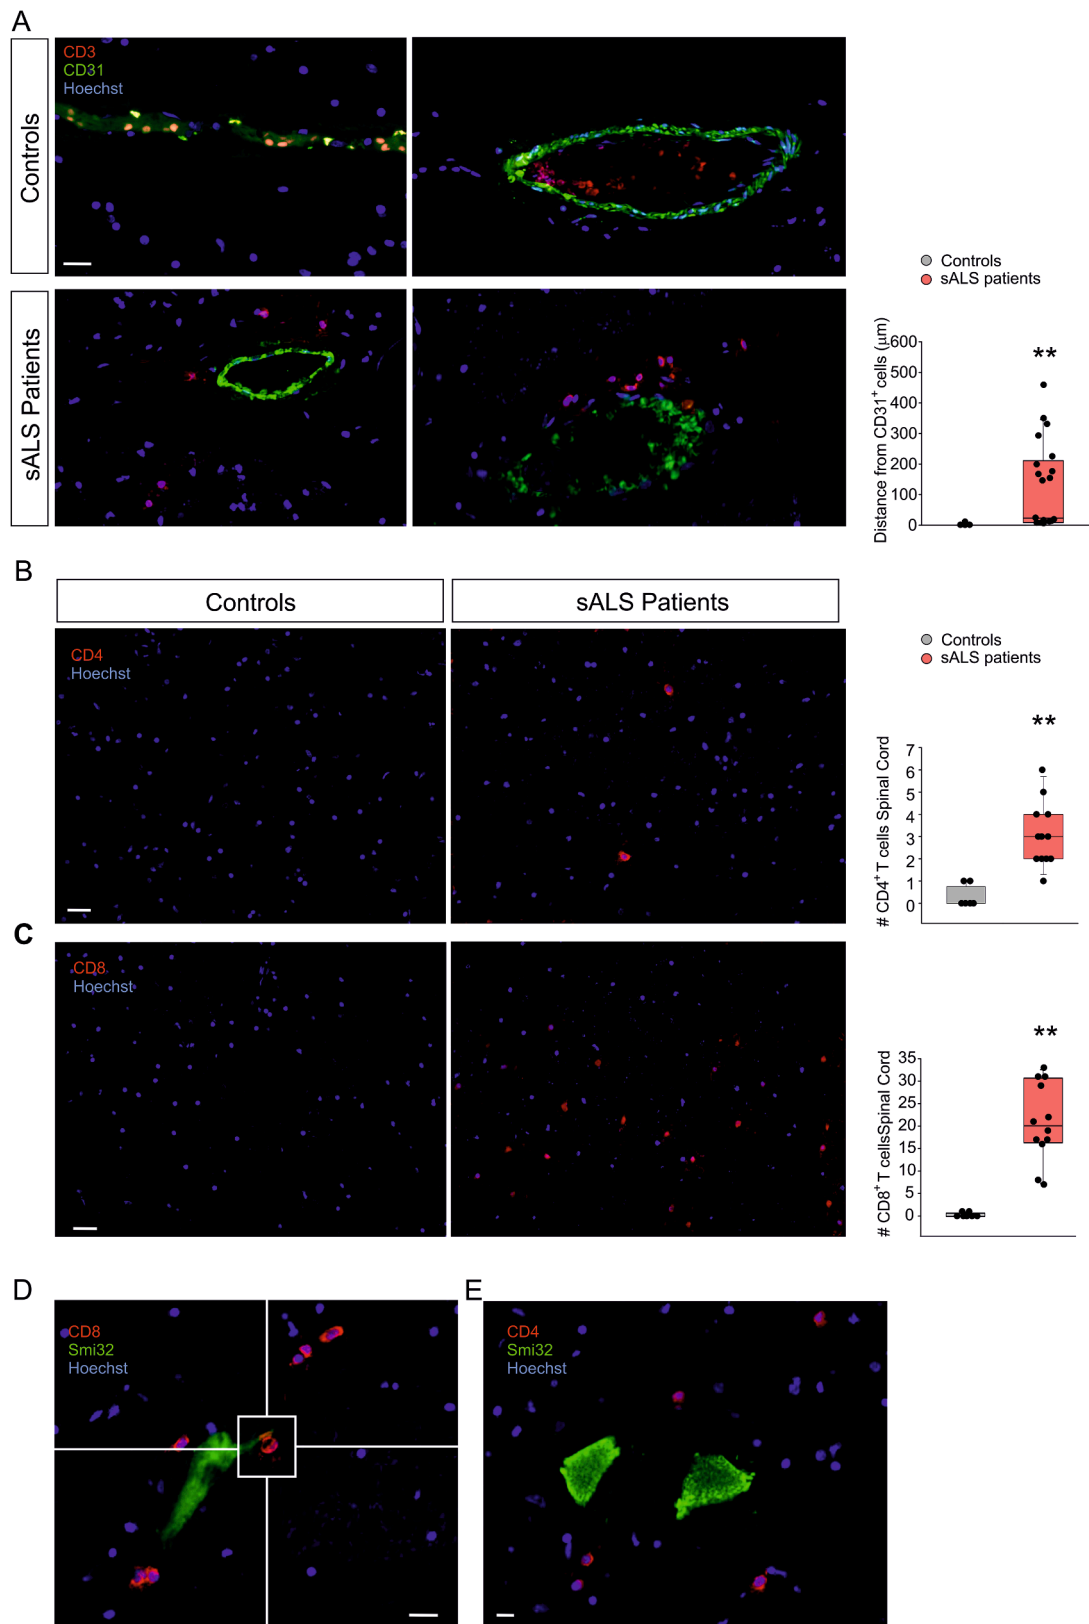 A
Controls
CD3
CD31
Hoechst
sALS Patients
Controls
sALS patients
Distance from CD31⁺ cells (µm)
600
500
400
300
200
100
0
**
B
Controls
sALS Patients
CD4
Hoechst
Controls
sALS patients
# CD4⁺ T cells Spinal Cord
7
6
5
4
3
2
1
0
**
C
CD8
Hoechst
# CD8⁺ T cellsSpinal Cord
35
30
25
20
15
10
5
0
**
D
CD8
Smi32
Hoechst
E
CD4
Smi32
Hoechst